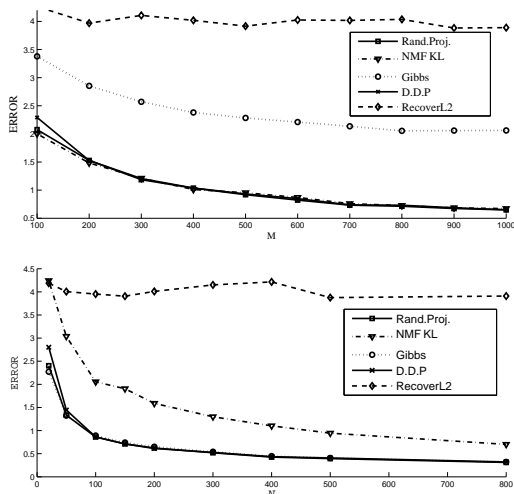 4
3.5
3
2.5
2
1.5
1
0.5
ERROR
Rand.Proj.
NMF KL
Gibbs
D.D.P
RecoverL2
100 200 300 400 500 600 700 800 900 1000
M
4.5
4
3.5
3
2.5
2
1.5
1
0.5
0
ERROR
Rand.Proj.
NMF KL
Gibbs
D.D.P
RecoverL2
0 100 200 300 400 500 600 700 800